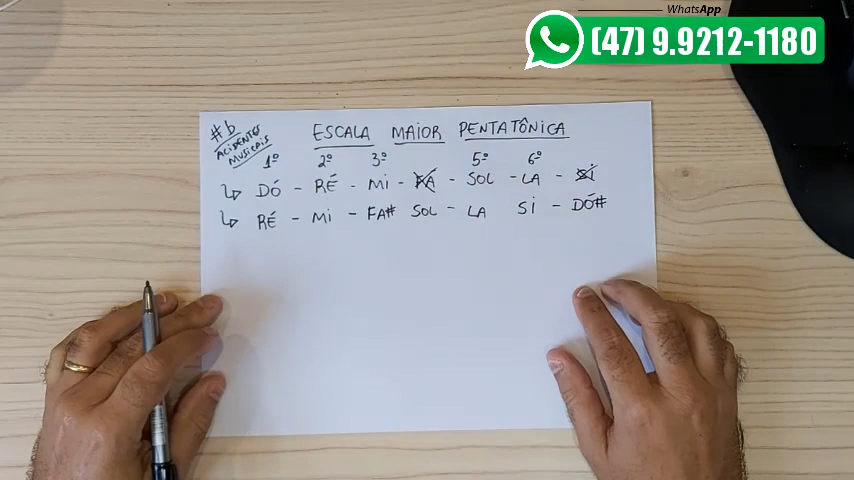 WhatsApp
(47) 9.9212-1180
#b
ACIDENTES
MUSICAIS
ESCALA MAIOR PENTATÔNICA
1º 2º 3º 5º 6º
↳ DÓ - RÉ - Mi - FA - SOL - LA - Si
↳ RÉ - Mi - FA# SOL - LA Si - DÓ#